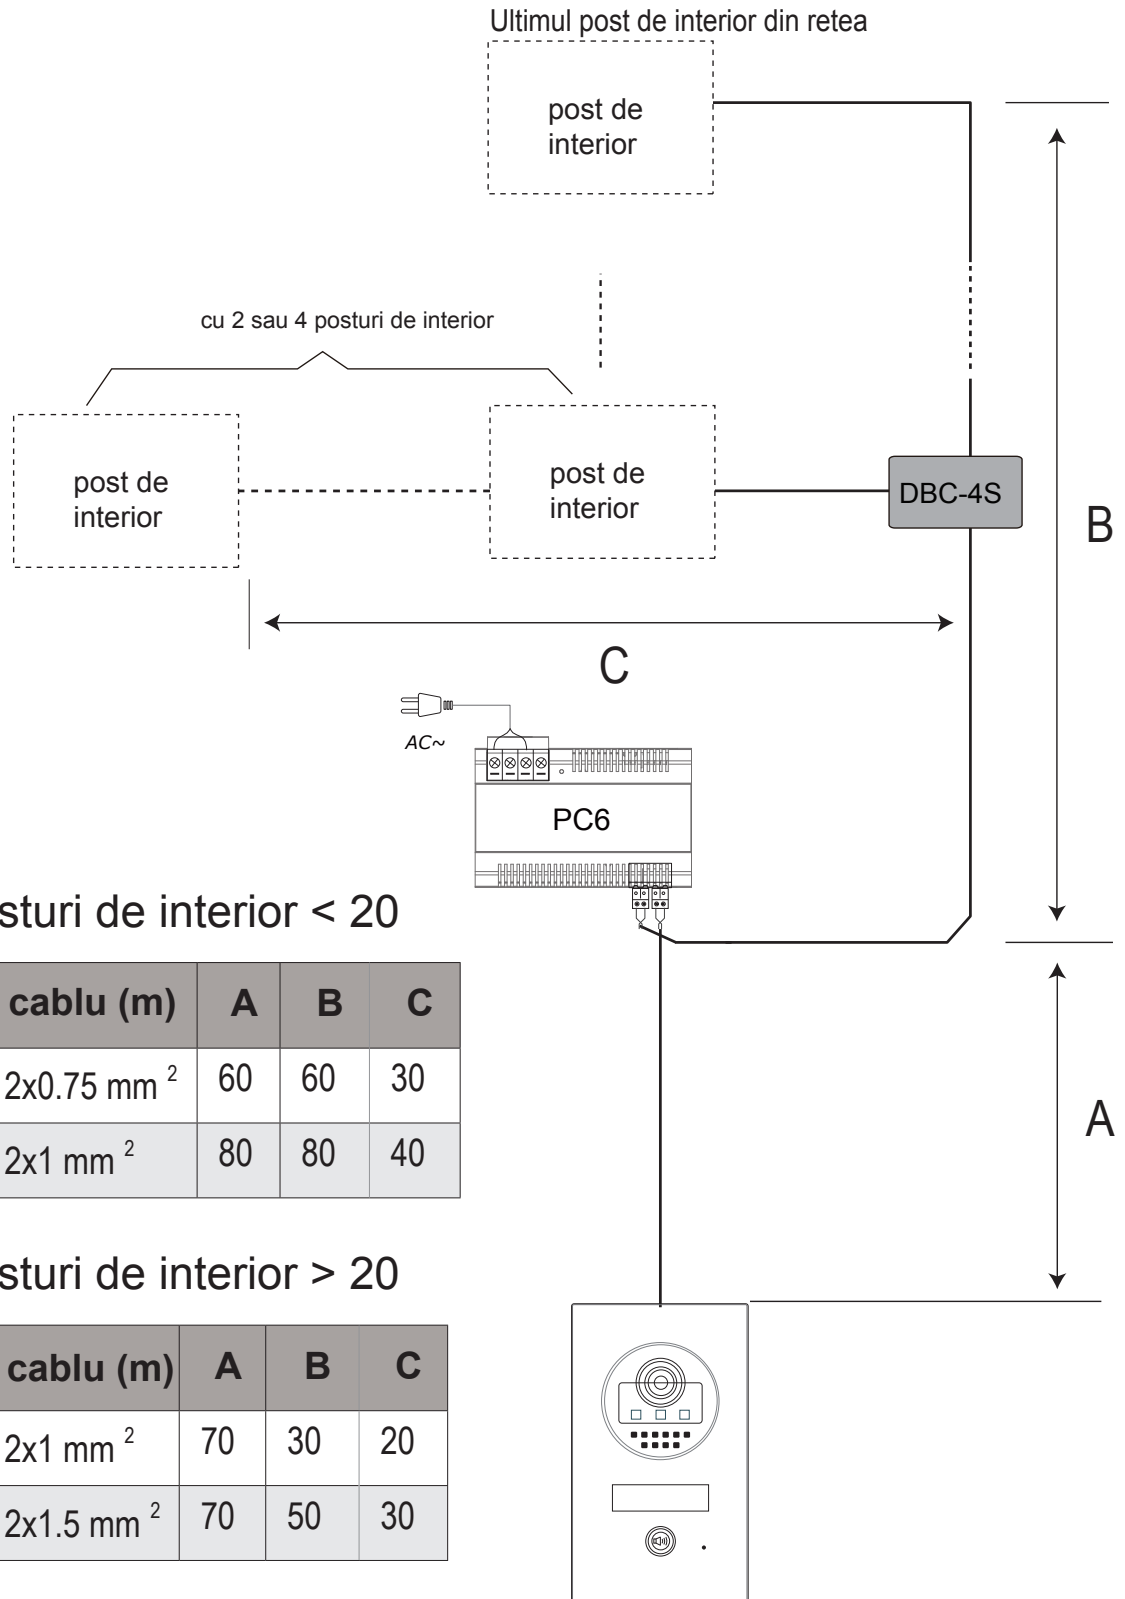 Ultimul post de interior din retea
post de
interior
cu 2 sau 4 posturi de interior
post de
interior
post de
interior
DBC-4S
B
C
AC~
PC6
sturi de interior < 20
cablu (m) A B C
2x0.75 mm 2 60 60 30
2x1 mm 2 80 80 40
A
sturi de interior > 20
cablu (m) A B C
2x1 mm 2 70 30 20
2x1.5 mm 2 70 50 30